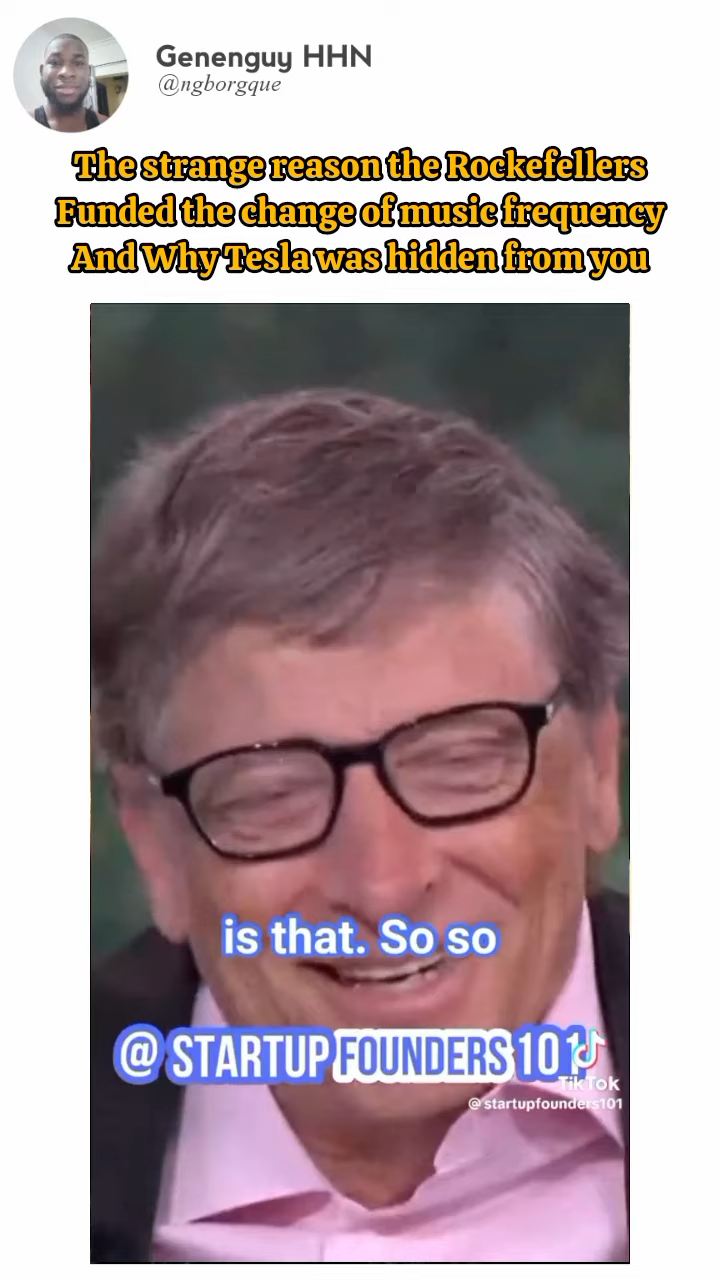 Genenguy HHN
@ngborgque
The strange reason the Rockefellers
Funded the change of music frequency
And Why Tesla was hidden from you
is that. So so
@ STARTUP FOUNDERS 101
TikTok
@startupfounders101